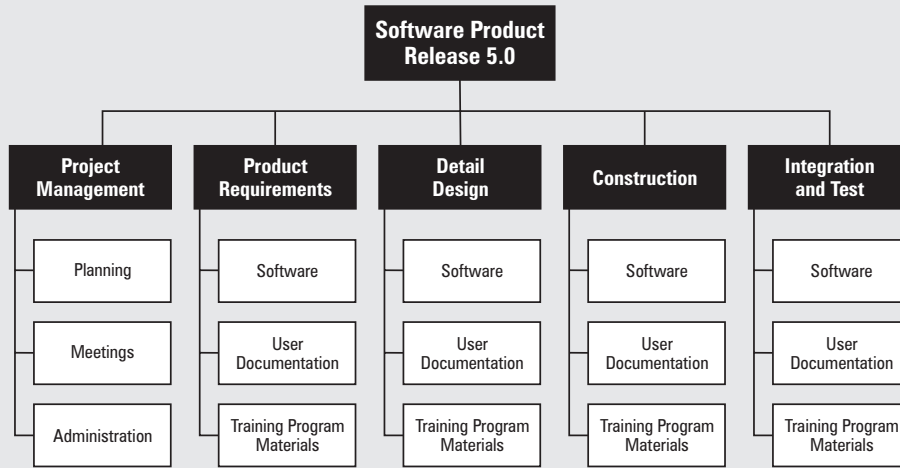 Software Product
Release 5.0
Project
Management
Product
Requirements
Detail
Design
Construction
Integration
and Test
Planning
Software
Software
Software
Software
Meetings
User
Documentation
User
Documentation
User
Documentation
User
Documentation
Administration
Training Program
Materials
Training Program
Materials
Training Program
Materials
Training Program
Materials